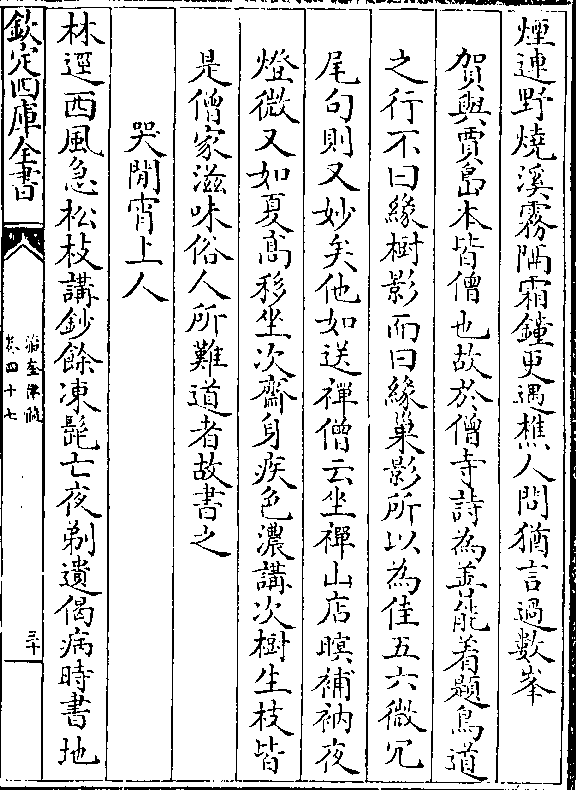 煙連野燒溪霧隔霜鐘更遇樵人問猶言過數峯
賀與賈島本皆僧也故於僧寺詩為盖能着題鳥道
之行不曰緣樹影而曰緣巢影所以為佳五六微冗
尾句則又妙矣他如送禪僧云坐禪山店暝補衲夜
燈微又如夏髙移坐次齋身疾色濃講次樹生枝皆
是僧家滋味俗人所難道者故書之
哭閒宵上人
林逕西風急松枝講鈔餘凍髭亡夜剃遺偈病時書地
欽定四庫全書
瀛奎律髓
卷四十七
三十